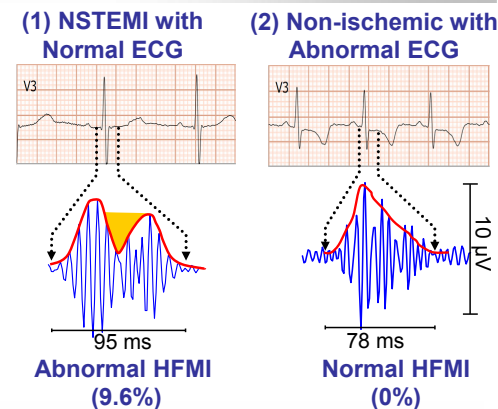 (1) NSTEMI with
Normal ECG
(2) Non-ischemic with
Abnormal ECG
V3
V3
10 µV
95 ms
78 ms
Abnormal HFMI
(9.6%)
Normal HFMI
(0%)